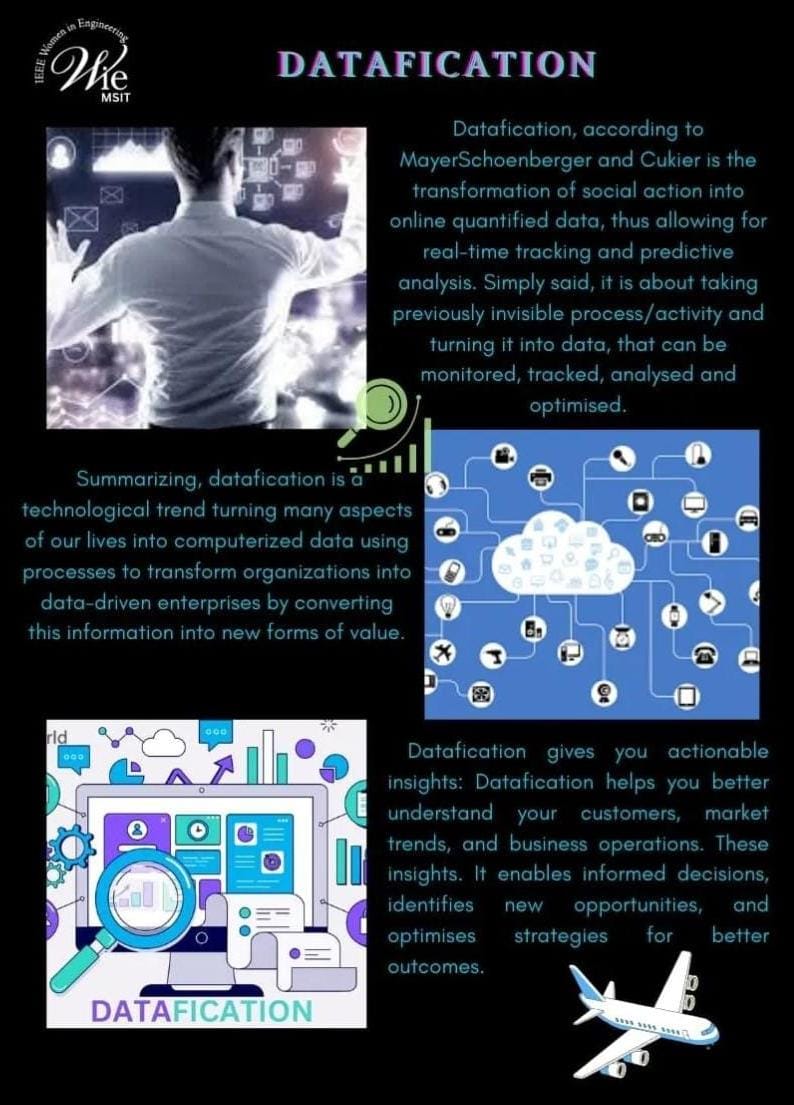 IEEE Women in Engineering
Wie
MSIT
DATAFICATION
Datafication, according to
MayerSchoenberger and Cukier is the
transformation of social action into
online quantified data, thus allowing for
real-time tracking and predictive
analysis. Simply said, it is about taking
previously invisible process/activity and
turning it into data, that can be
monitored, tracked, analysed and
optimised.
Summarizing, datafication is a
technological trend turning many aspects
of our lives into computerized data using
processes to transform organizations into
data-driven enterprises by converting
this information into new forms of value.
rld
DATAFICATION
Datafication gives you actionable
insights: Datafication helps you better
understand your customers, market
trends, and business operations. These
insights. It enables informed decisions,
identifies new opportunities, and
optimises strategies for better
outcomes.